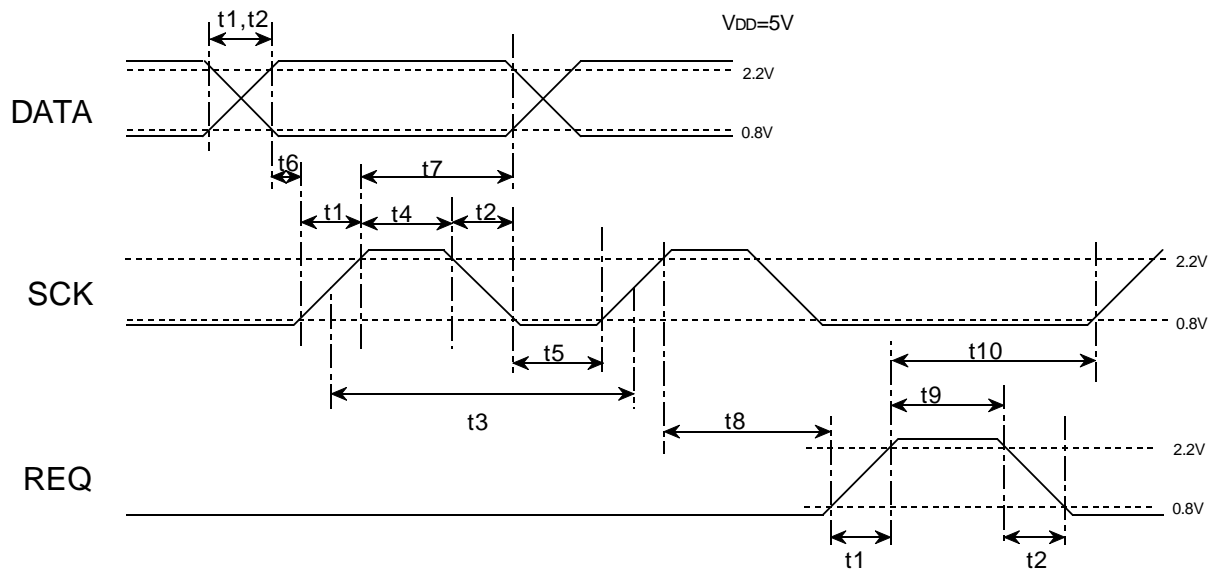 t1,t2
VDD=5V
2.2V
DATA
0.8V
t6
t7
t1
t4
t2
2.2V
SCK
0.8V
t5
t10
t3
t9
t8
2.2V
REQ
0.8V
t1
t2